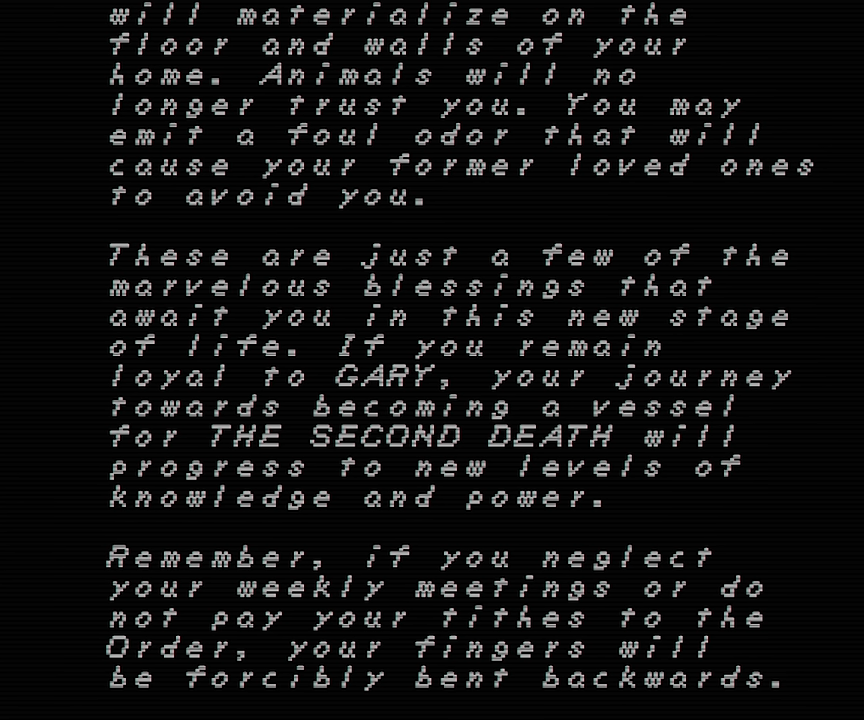 will materialize on the
floor and walls of your
home. Animals will no
longer trust you. You may
emit a foul odor that will
cause your former loved ones
to avoid you.
These are just a few of the
marvelous blessings that
await you in this new stage
of life. If you remain
loyal to GARY, your journey
towards becoming a vessel
for THE SECOND DEATH will
progress to new levels of
knowledge and power.
Remember, if you neglect
your weekly meetings or do
not pay your tithes to the
Order, your fingers will
be forcibly bent backwards.